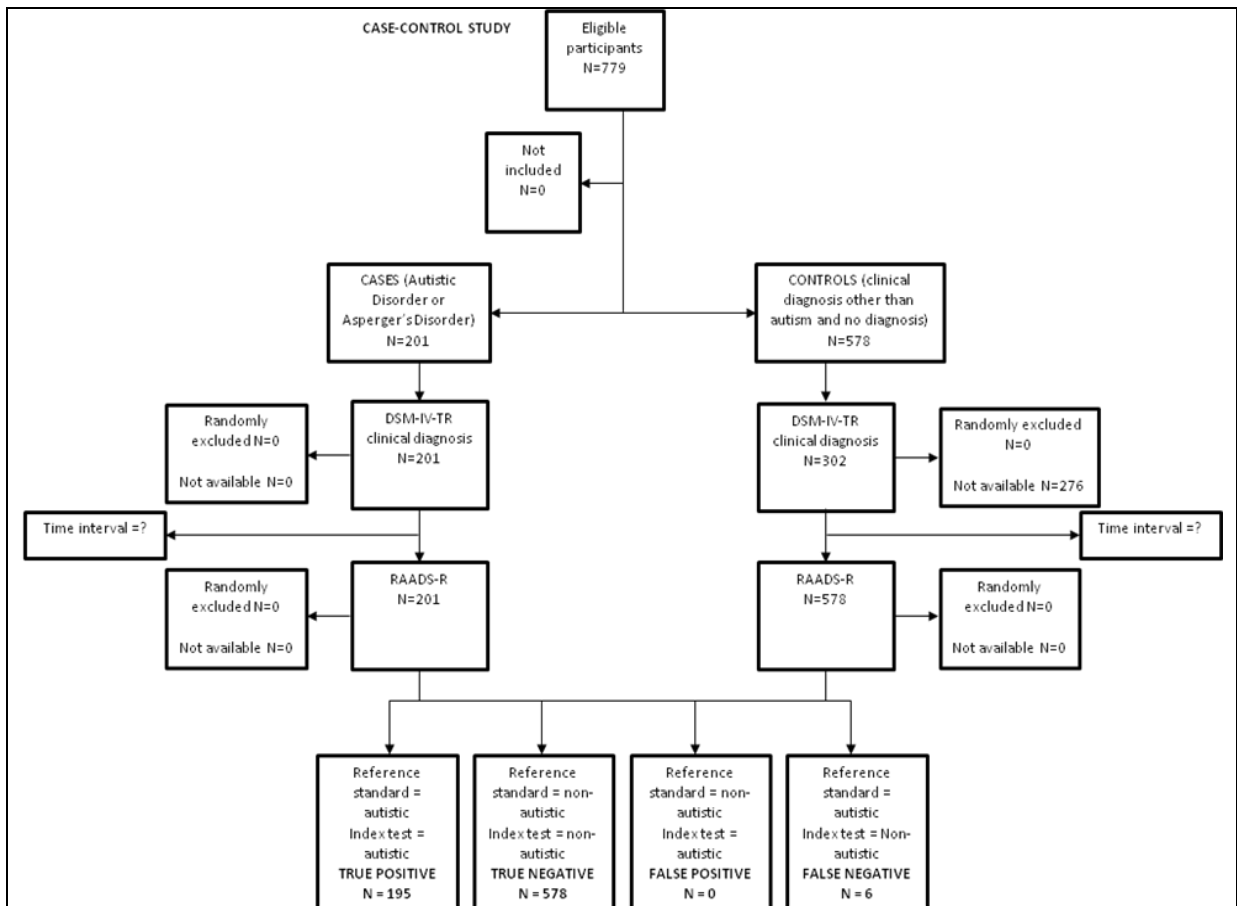 CASE-CONTROL STUDY
Eligible
participants
N=779
Not
included
N=0
CASES (Autistic
Disorder or
Asperger's Disorder)
N=201
CONTROLS (clinical
diagnosis other than
autism and no diagnosis)
N=578
Randomly
excluded N=0
Not available N=0
DSM-IV-TR
clinical diagnosis
N=201
DSM-IV-TR
clinical diagnosis
N=302
Randomly excluded
N=0
Not available N=276
Time interval =?
Time interval =?
Randomly
excluded N=0
Not available N=0
RAADS-R
N=201
RAADS-R
N=578
Randomly
excluded N=0
Not available N=0
Reference
standard =
autistic
Index test =
autistic
TRUE POSITIVE
N = 195
Reference
standard = non-
autistic
Index test = non-
autistic
TRUE NEGATIVE
N = 578
Reference
standard = non-
autistic
Index test =
autistic
FALSE POSITIVE
N = 0
Reference
standard =
autistic
Index test = Non-
autistic
FALSE NEGATIVE
N = 6